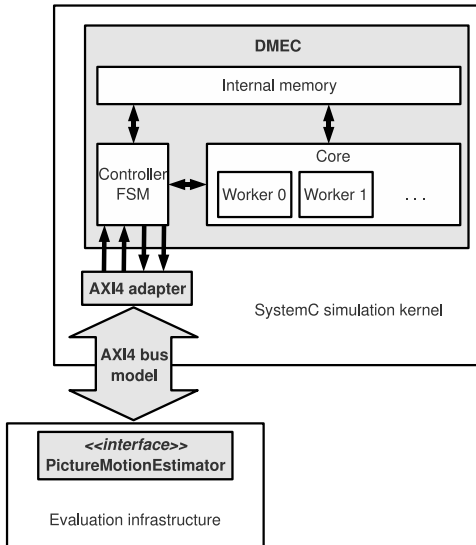 DMEC
Internal memory
Controller
FSM
Core
Worker 0
Worker 1
. . .
AXI4 adapter
SystemC simulation kernel
AXI4 bus
model
<<interface>>
PictureMotionEstimator
Evaluation infrastructure